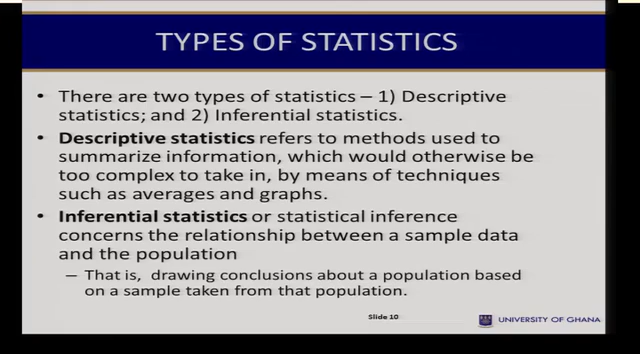 TYPES OF STATISTICS
• There are two types of statistics – 1) Descriptive
statistics; and 2) Inferential statistics.
• Descriptive statistics refers to methods used to
summarize information, which would otherwise be
too complex to take in, by means of techniques
such as averages and graphs.
• Inferential statistics or statistical inference
concerns the relationship between a sample data
and the population
– That is, drawing conclusions about a population based
on a sample taken from that population.
Slide 10
UNIVERSITY OF GHANA